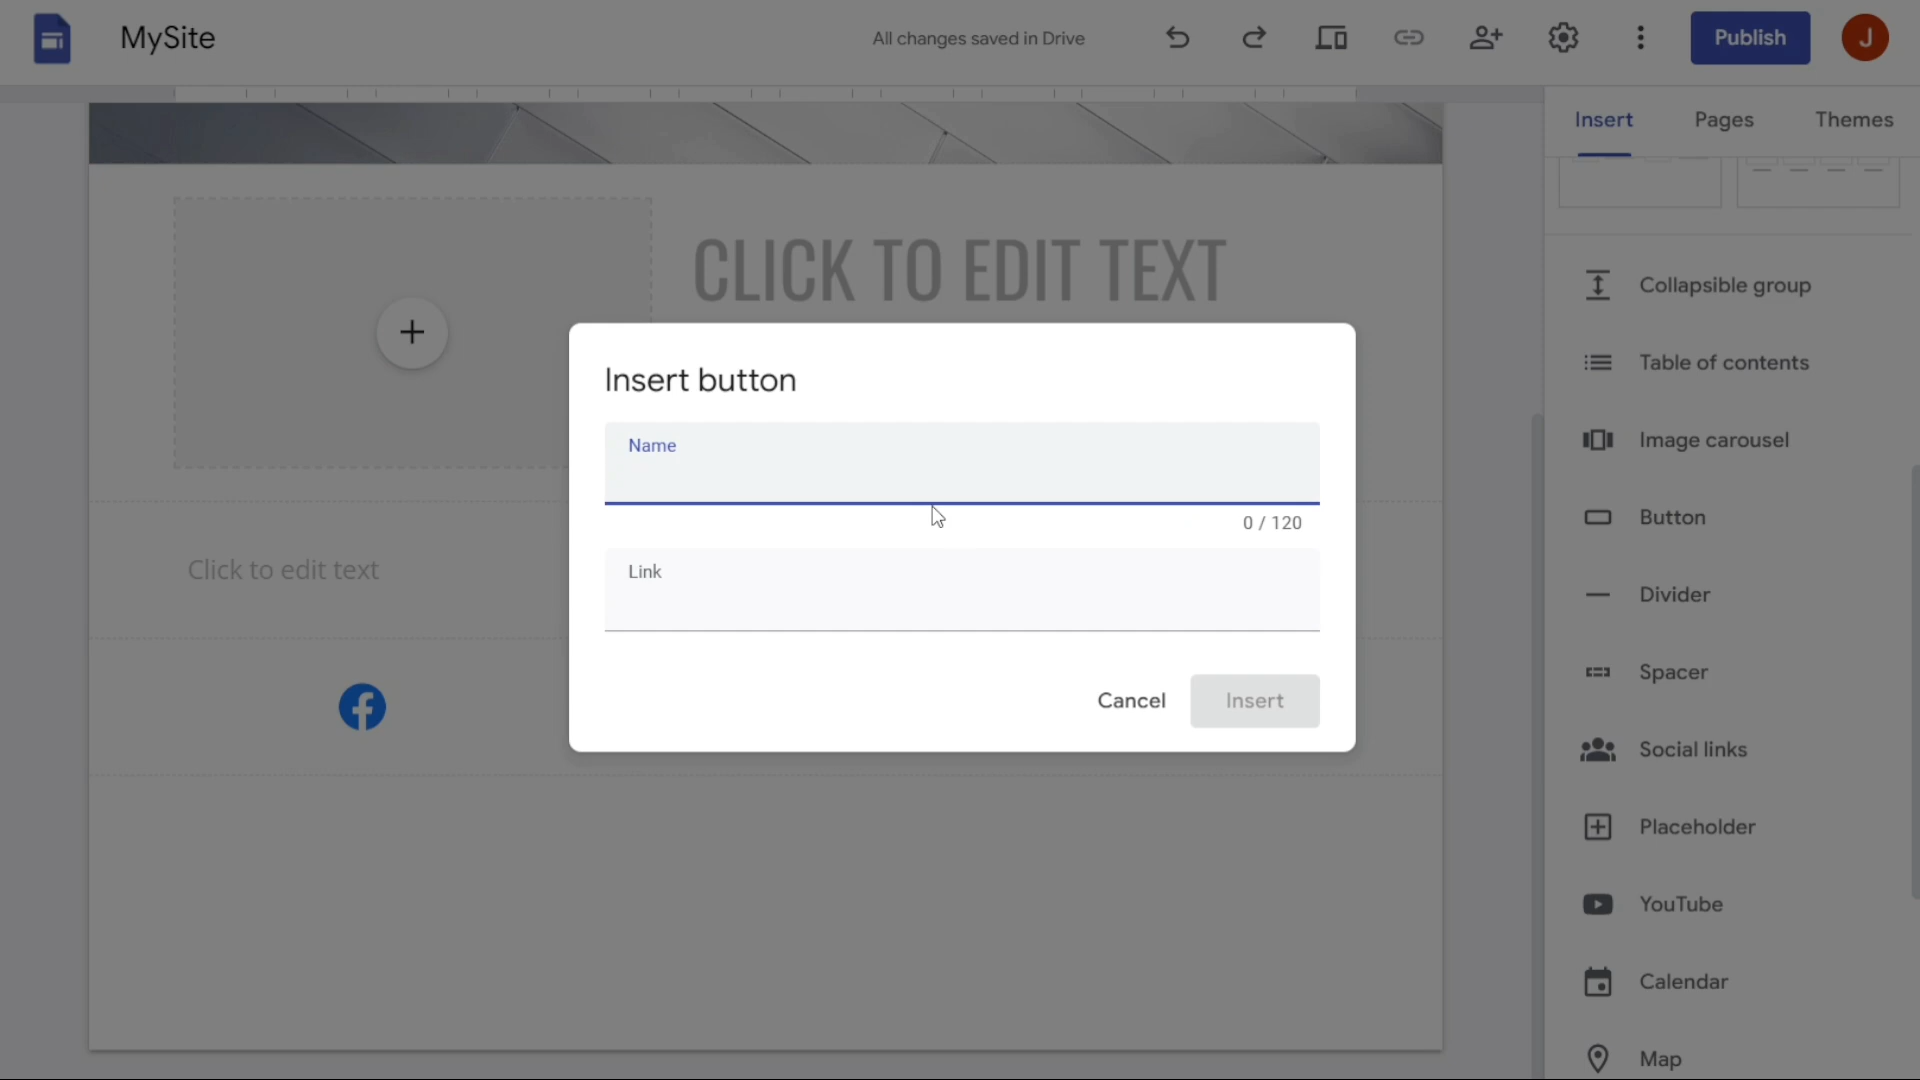 MySite
All changes saved in Drive
Publish
J
Insert
Pages
Themes
CLICK TO EDIT TEXT
Click to edit text
Insert button
Name
0 / 120
Link
Cancel
Insert
Collapsible group
Table of contents
Image carousel
Button
Divider
Spacer
Social links
Placeholder
YouTube
Calendar
Map